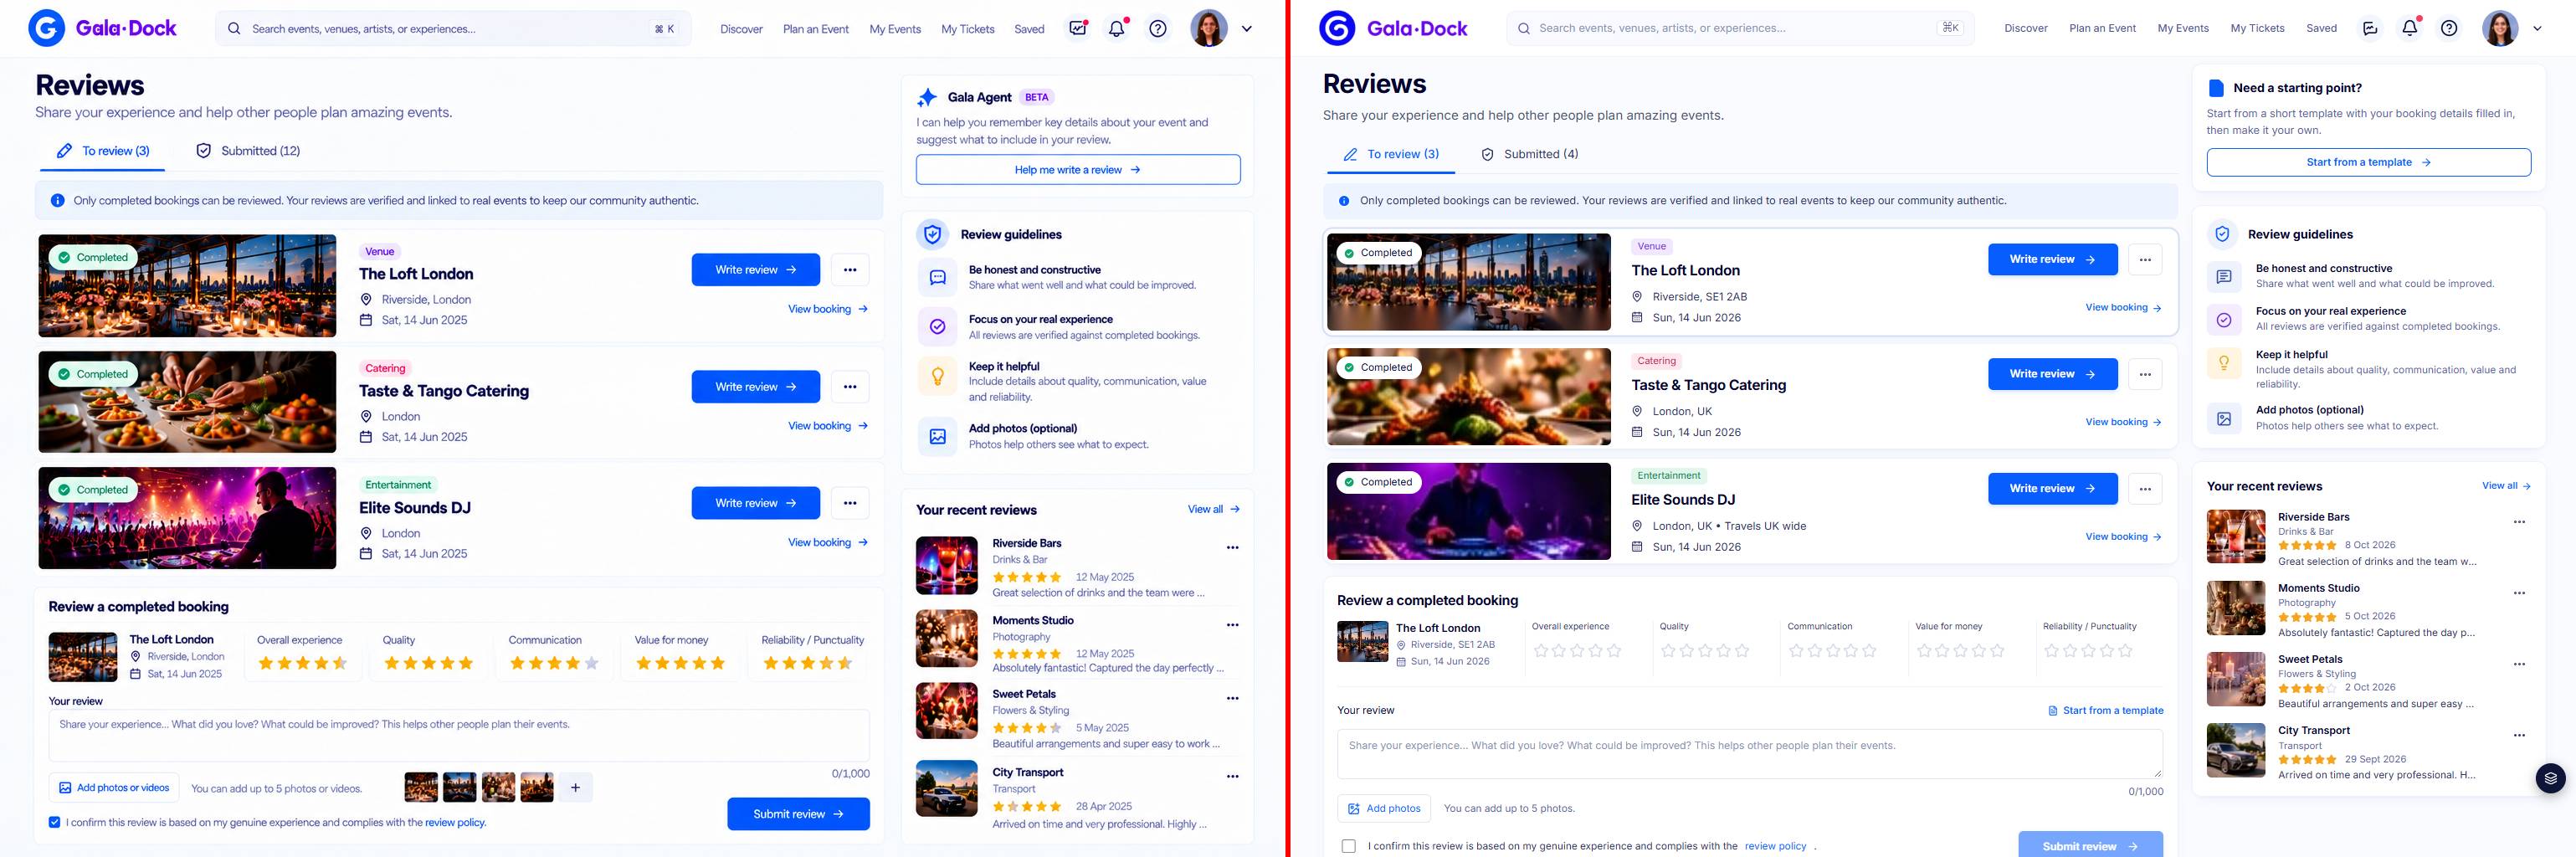 Gala·Dock
Search events, venues, artists, or experiences...
⌘ K
Discover
Plan an Event
My Events
My Tickets
Saved
Reviews
Share your experience and help other people plan amazing events.
To review (3)
Submitted (12)
Only completed bookings can be reviewed. Your reviews are verified and linked to real events to keep our community authentic.
Completed
Venue
The Loft London
Riverside, London
Sat, 14 Jun 2025
Write review →
•••
View booking →
Completed
Catering
Taste & Tango Catering
London
Sat, 14 Jun 2025
Write review →
•••
View booking →
Completed
Entertainment
Elite Sounds DJ
London
Sat, 14 Jun 2025
Write review →
•••
View booking →
Review a completed booking
The Loft London
Riverside, London
Sat, 14 Jun 2025
Overall experience
Quality
Communication
Value for money
Reliability / Punctuality
Your review
Share your experience... What did you love? What could be improved? This helps other people plan their events.
0/1,000
Add photos or videos
You can add up to 5 photos or videos.
+
I confirm this review is based on my genuine experience and complies with the review policy.
Submit review →
Gala Agent
BETA
I can help you remember key details about your event and
suggest what to include in your review.
Help me write a review →
Review guidelines
Be honest and constructive
Share what went well and what could be improved.
Focus on your real experience
All reviews are verified against completed bookings.
Keep it helpful
Include details about quality, communication, value
and reliability.
Add photos (optional)
Photos help others see what to expect.
Your recent reviews
View all →
Riverside Bars
•••
Drinks & Bar
12 May 2025
Great selection of drinks and the team were ...
Moments Studio
•••
Photography
12 May 2025
Absolutely fantastic! Captured the day perfectly ...
Sweet Petals
•••
Flowers & Styling
5 May 2025
Beautiful arrangements and super easy to work ...
City Transport
•••
Transport
28 Apr 2025
Arrived on time and very professional. Highly ...
Gala·Dock
Search events, venues, artists, or experiences...
⌘K
Discover
Plan an Event
My Events
My Tickets
Saved
Reviews
Share your experience and help other people plan amazing events.
To review (3)
Submitted (4)
Only completed bookings can be reviewed. Your reviews are verified and linked to real events to keep our community authentic.
Completed
Venue
The Loft London
Riverside, SE1 2AB
Sun, 14 Jun 2026
Write review →
•••
View booking →
Completed
Catering
Taste & Tango Catering
London, UK
Sun, 14 Jun 2026
Write review →
•••
View booking →
Completed
Entertainment
Elite Sounds DJ
London, UK • Travels UK wide
Sun, 14 Jun 2026
Write review →
•••
View booking →
Review a completed booking
The Loft London
Riverside, SE1 2AB
Sun, 14 Jun 2026
Overall experience
Quality
Communication
Value for money
Reliability / Punctuality
Your review
Start from a template
Share your experience... What did you love? What could be improved? This helps other people plan their events.
0/1,000
Add photos
You can add up to 5 photos.
I confirm this review is based on my genuine experience and complies with the review policy .
Submit review →
Need a starting point?
Start from a short template with your booking details filled in,
then make it your own.
Start from a template →
Review guidelines
Be honest and constructive
Share what went well and what could be improved.
Focus on your real experience
All reviews are verified against completed bookings.
Keep it helpful
Include details about quality, communication, value and
reliability.
Add photos (optional)
Photos help others see what to expect.
Your recent reviews
View all →
Riverside Bars
•••
Drinks & Bar
8 Oct 2026
Great selection of drinks and the team w...
Moments Studio
•••
Photography
5 Oct 2026
Absolutely fantastic! Captured the day p...
Sweet Petals
•••
Flowers & Styling
2 Oct 2026
Beautiful arrangements and super easy ...
City Transport
•••
Transport
29 Sept 2026
Arrived on time and very professional. H...